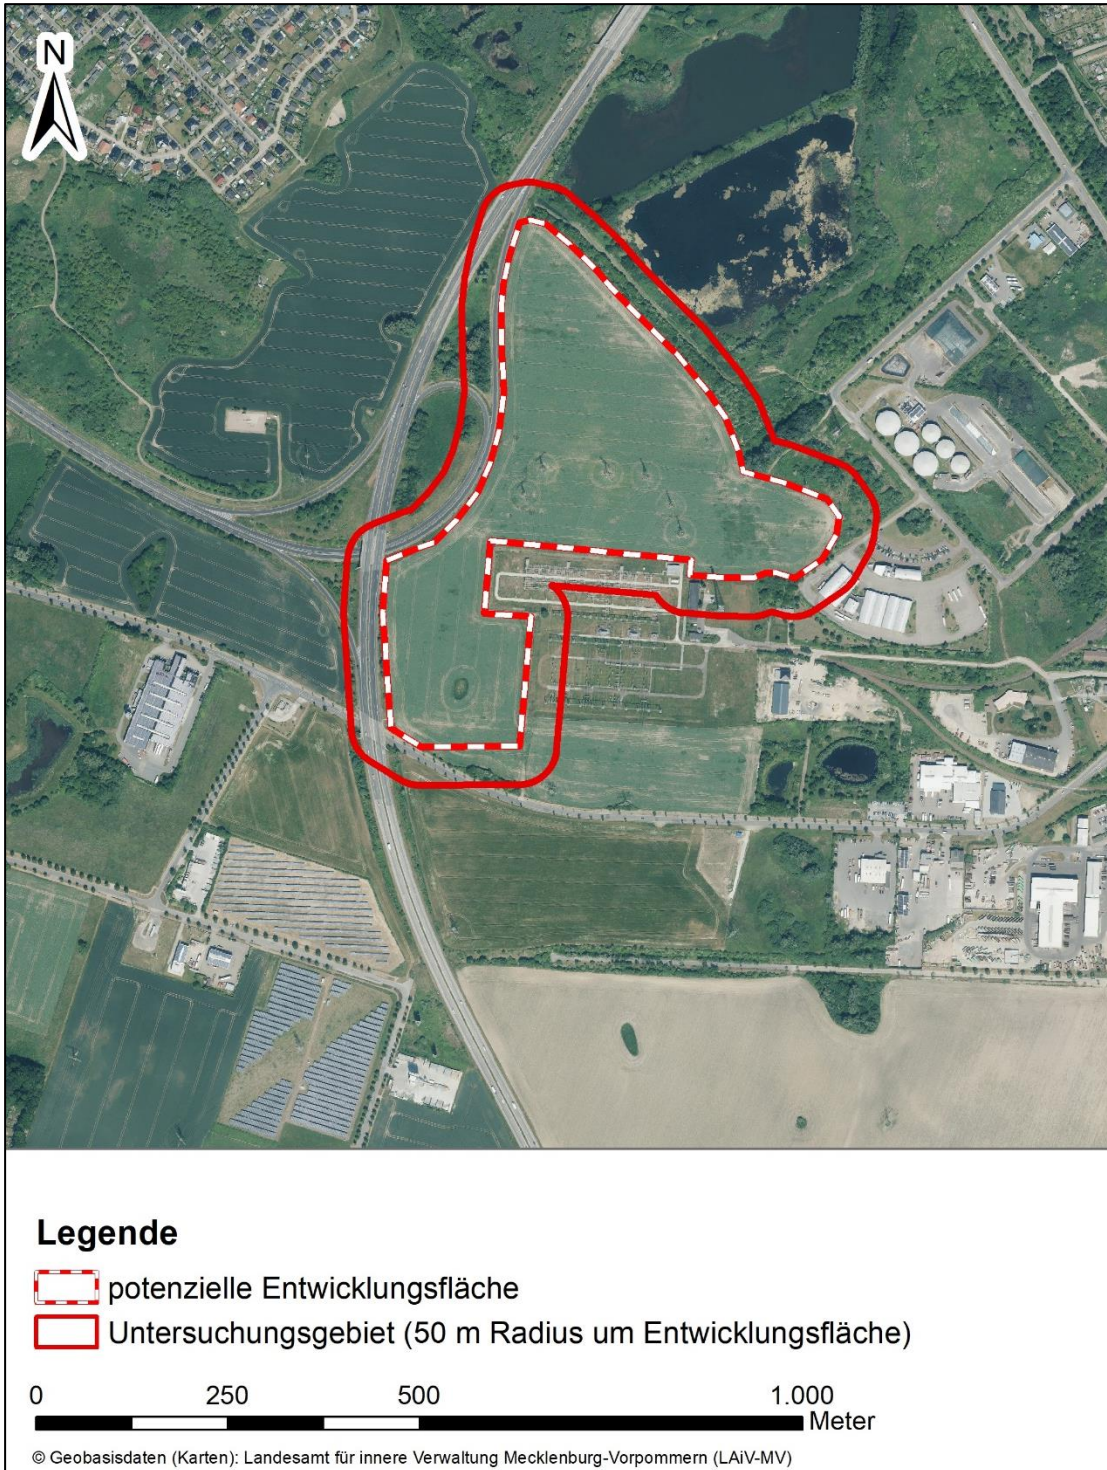 N
Legende
potenzielle Entwicklungsfläche
Untersuchungsgebiet (50 m Radius um Entwicklungsfläche)
0 250 500 1.000
Meter
© Geobasisdaten (Karten): Landesamt für innere Verwaltung Mecklenburg-Vorpommern (LAiV-MV)